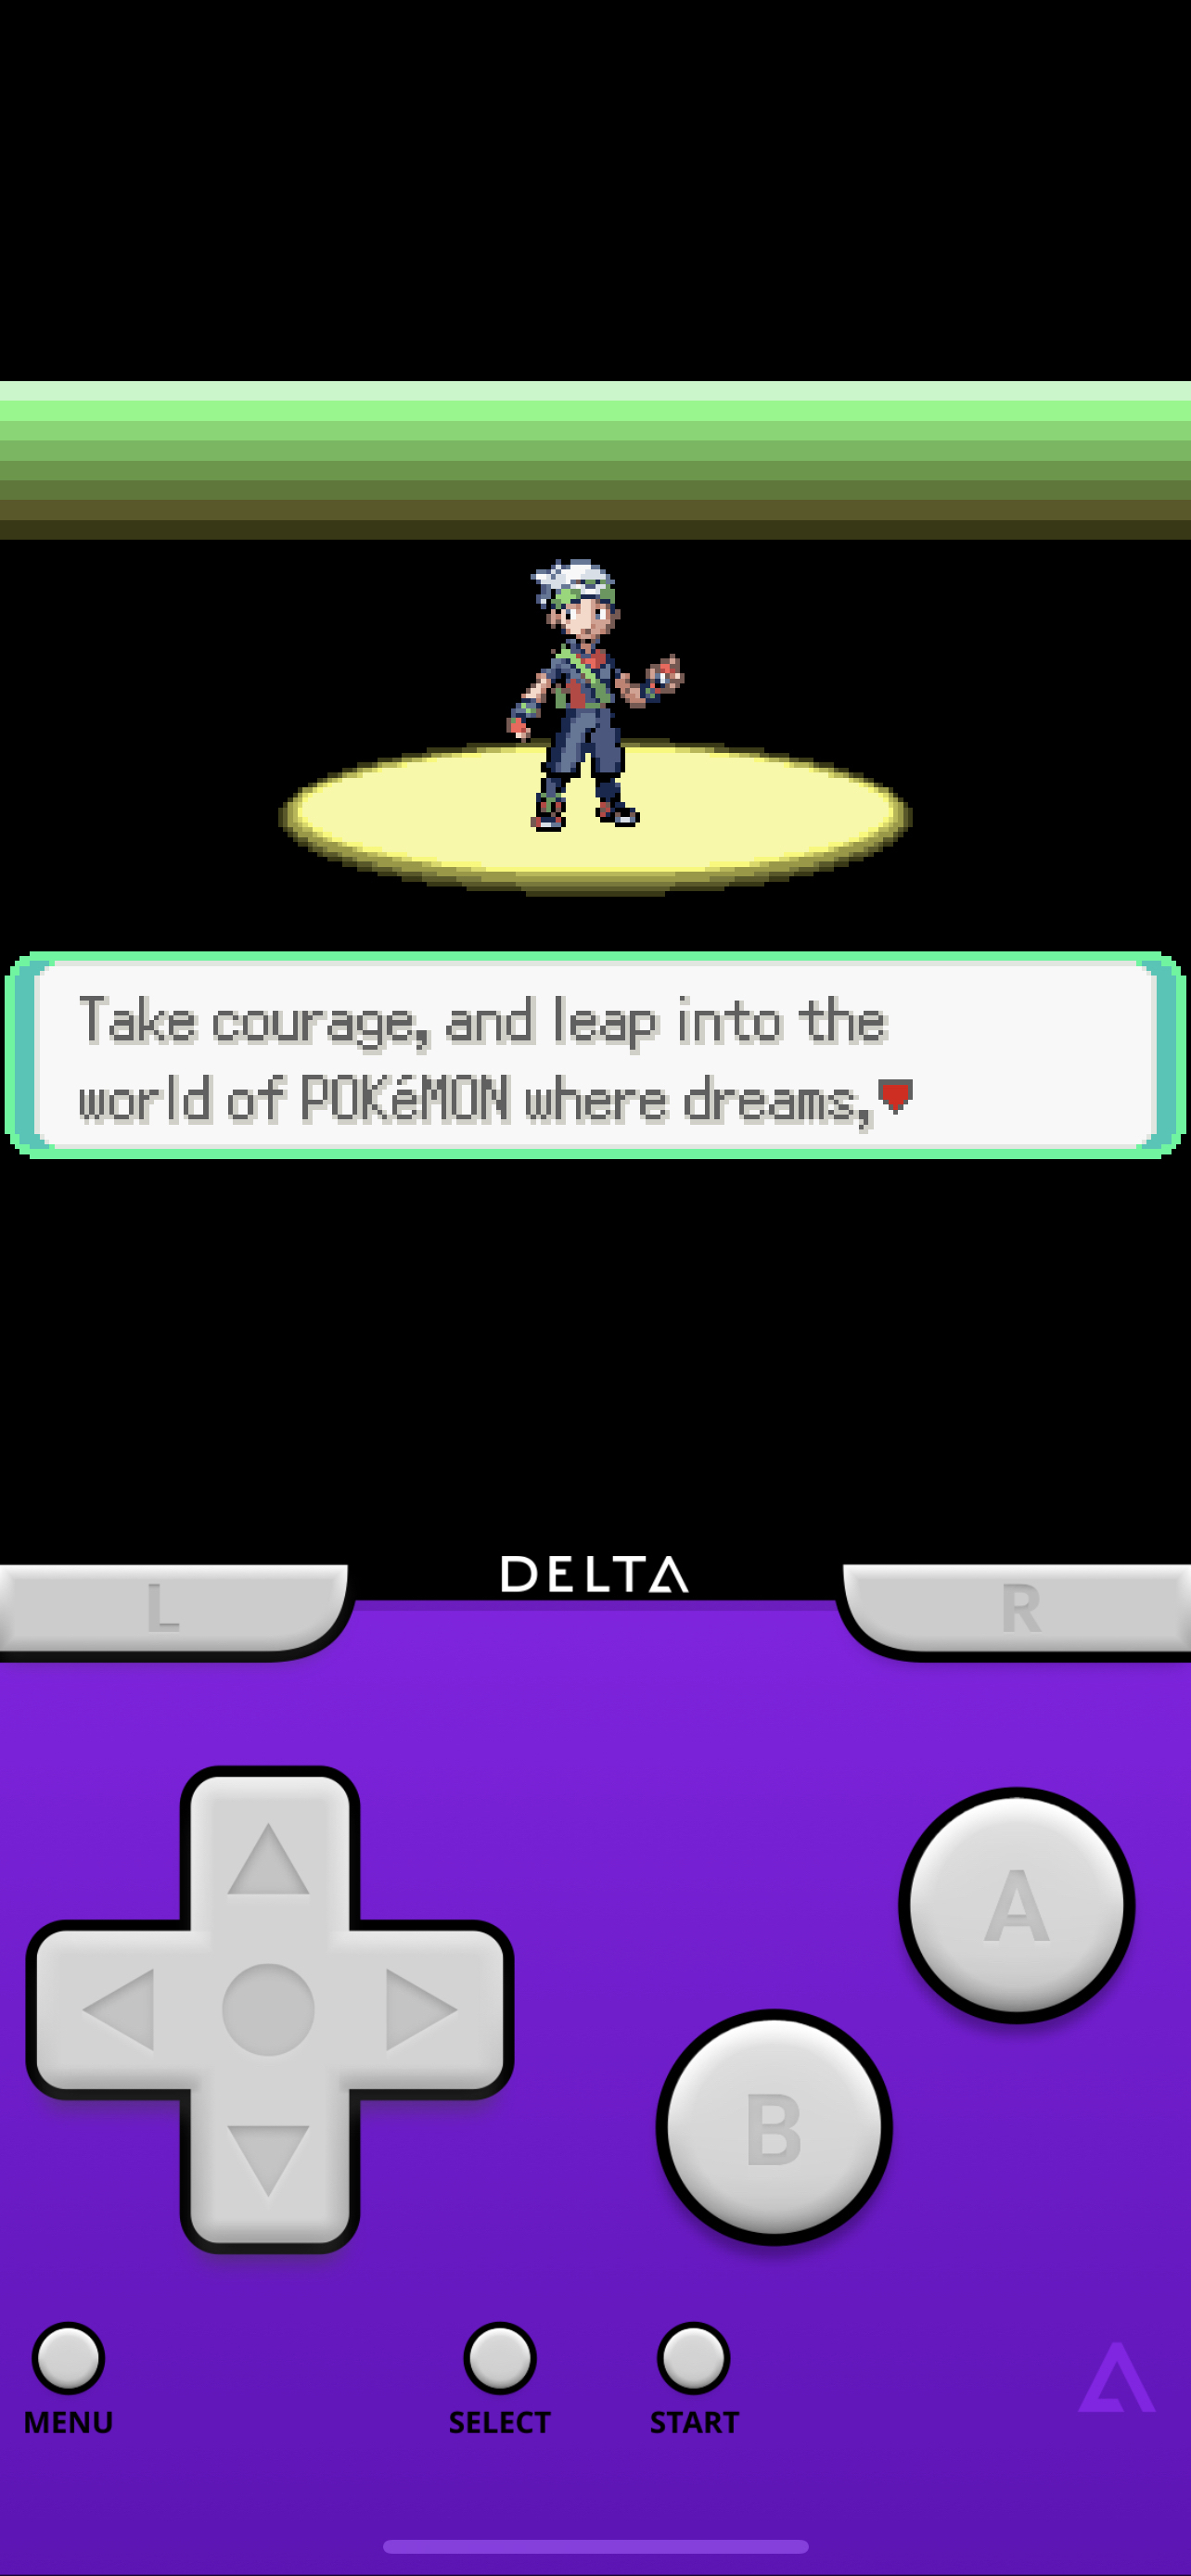 Take courage, and leap into the
world of POKéMON where dreams,
DELTA
L
R
A
B
MENU
SELECT
START